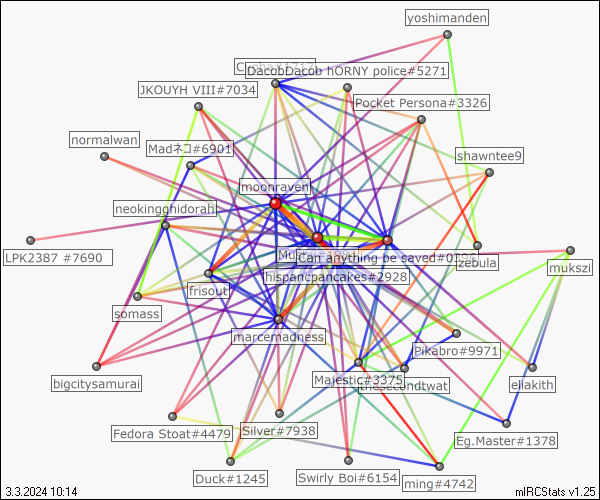 yoshimanden
DacobDacob hORNY police#5271
JKOUYH VIII#7034
Pocket Persona#3326
normalwan
Madネコ#6901
shawntee9
moonraven
neokingghidorah
Can anything be saved#0396
LPK2387 #7690
zebula
mukszi
hispancpancakes#2928
frisout
somass
marcemadness
Pikabro#9971
Majestic#3375
thesecondtwat
eliakith
bigcitysamurai
Silver#7938
Fedora Stoat#4479
Eg.Master#1378
Duck#1245
Swirly Boi#6154
ming#4742
3.3.2024 10:14
mIRCStats v1.25